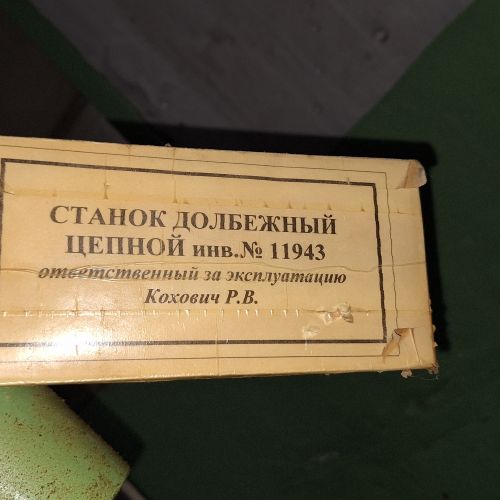 СТАНОК ДОЛБЕЖНЫЙ
ЦЕПНОЙ инв.№ 11943
ответственный за эксплуатацию
Кохович Р.В.